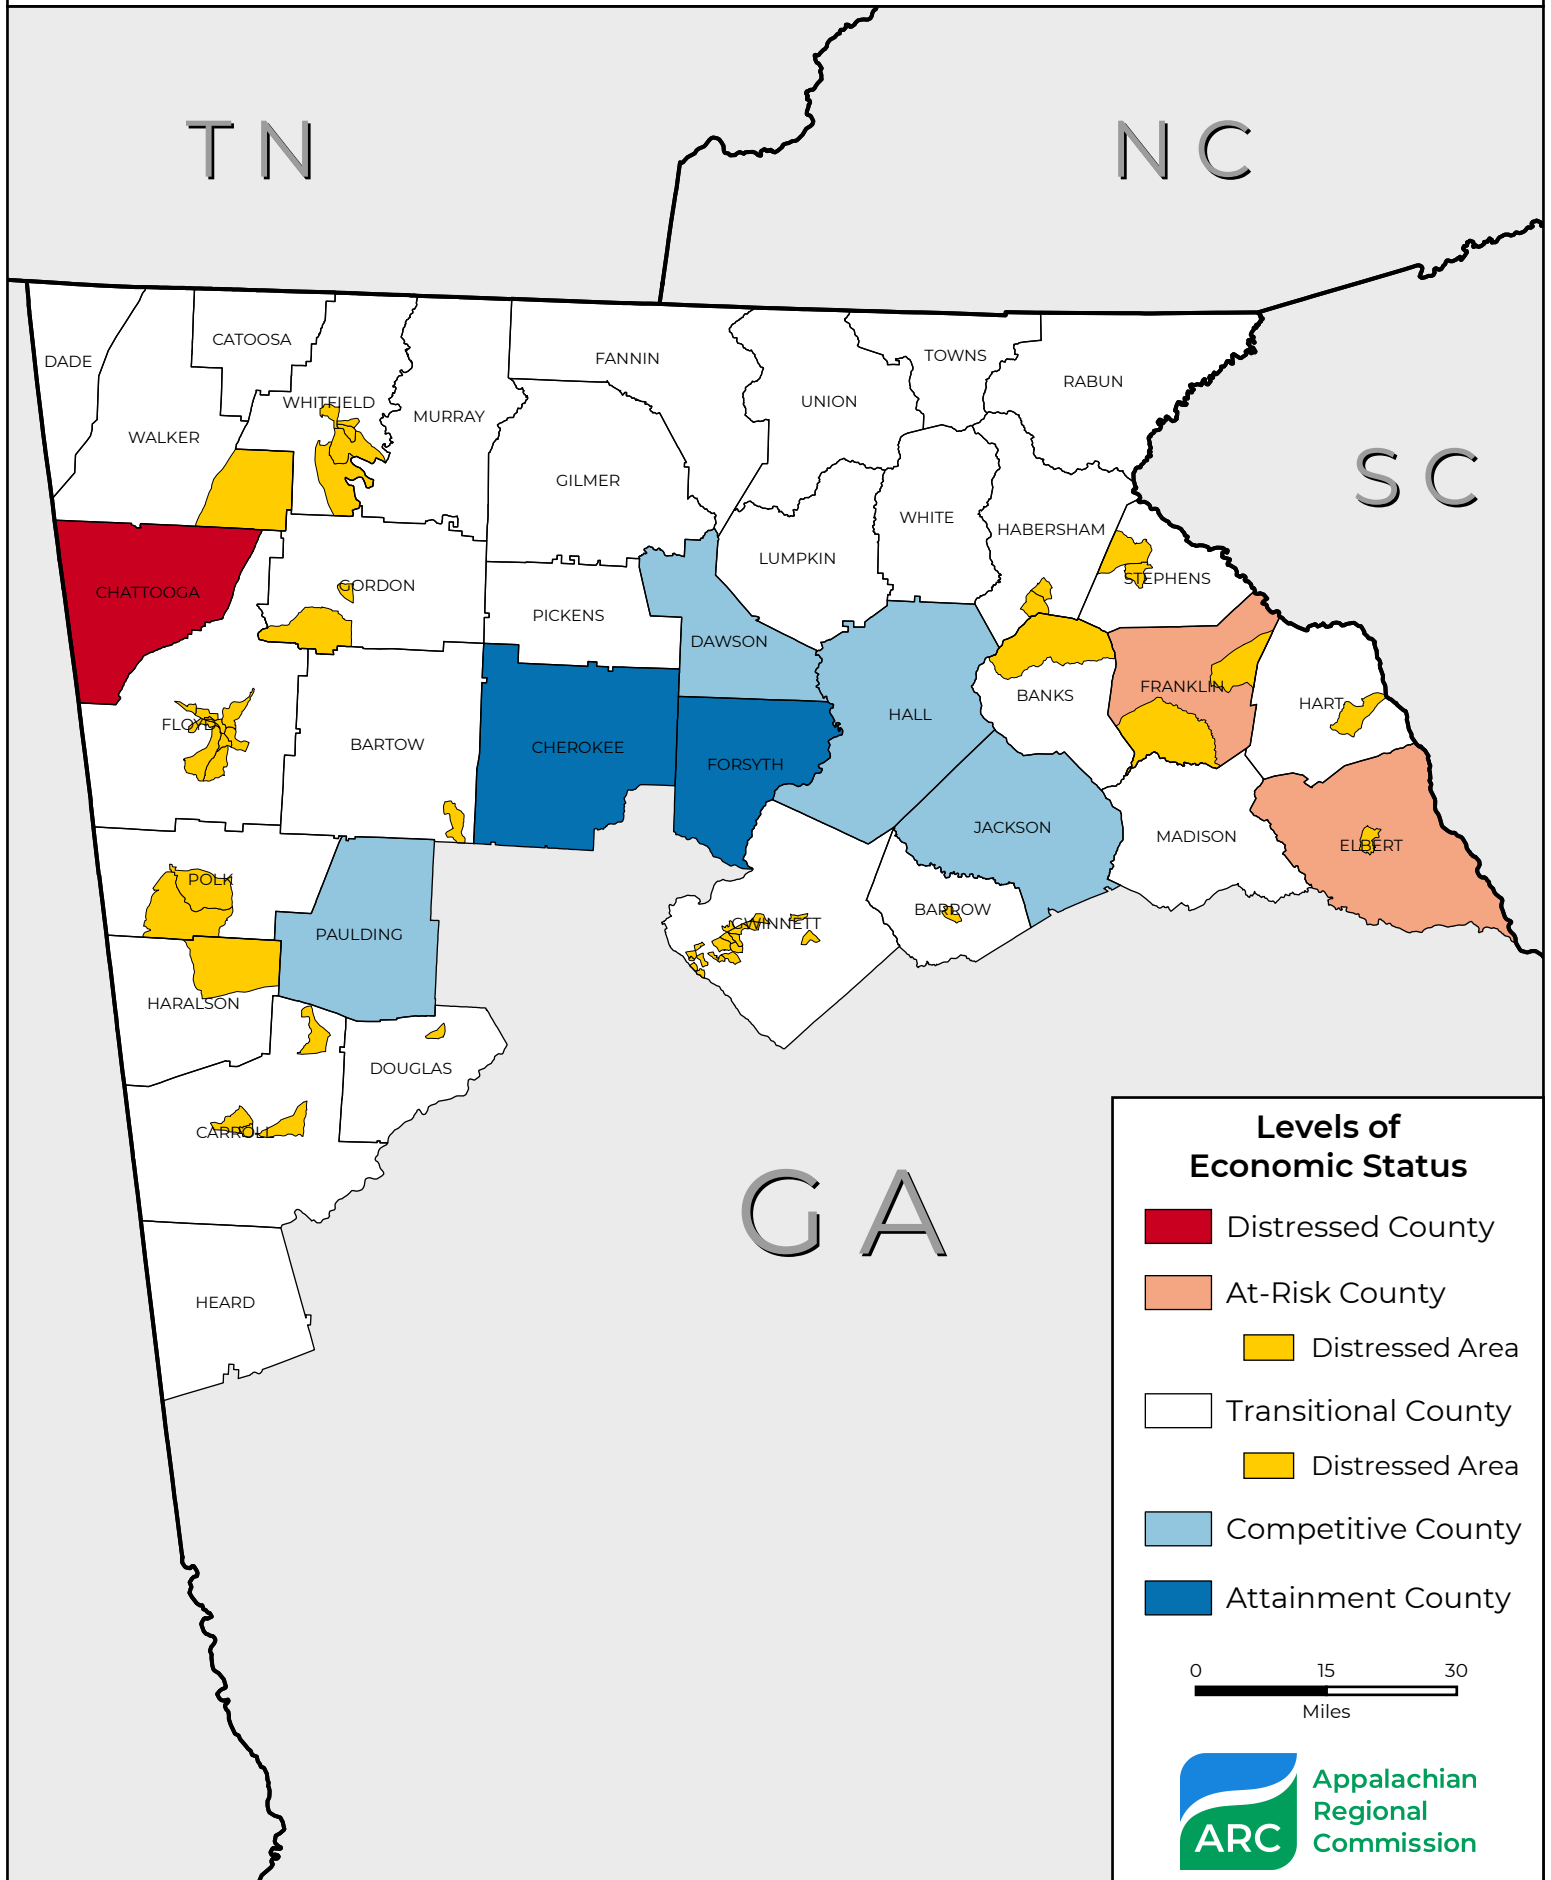 TN
NC
SC
GA
DADE
CATOOSA
WALKER
WHITFIELD
MURRAY
FANNIN
UNION
TOWNS
RABUN
GILMER
WHITE
HABERSHAM
LUMPKIN
STEPHENS
CHATTOOGA
GORDON
PICKENS
DAWSON
FLOYD
BARTOW
CHEROKEE
FORSYTH
HALL
BANKS
FRANKLIN
HART
JACKSON
MADISON
ELBERT
POLK
PAULDING
GWINNETT
BARROW
HARALSON
DOUGLAS
CARROLL
HEARD
Levels of
Economic Status
Distressed County
At-Risk County
Distressed Area
Transitional County
Distressed Area
Competitive County
Attainment County
0 15 30
Miles
ARC
Appalachian
Regional
Commission